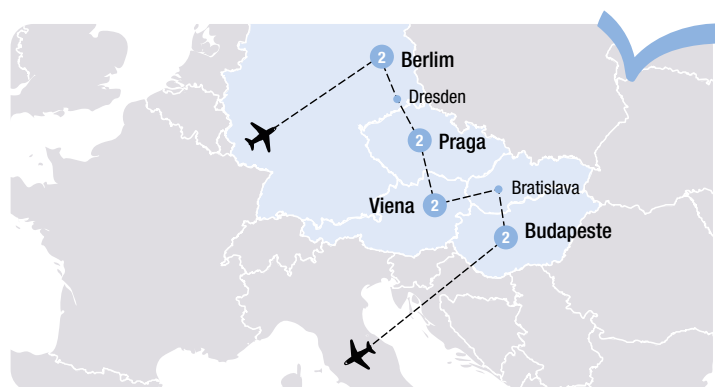 2 Berlim
Dresden
2 Praga
Bratislava
Viena 2
2 Budapeste